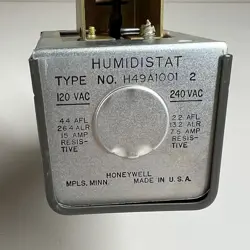 HUMIDISTAT
TYPE NO. H49A1001 2
120 VAC
240 VAC
4.4 AFL
26.4 ALR
15 AMP
RESIS-
TIVE
2.2 AFL
13.2 ALR
7.5 AMP
RESIS-
TIVE
HONEYWELL
MPLS. MINN. MADE IN U.S.A.